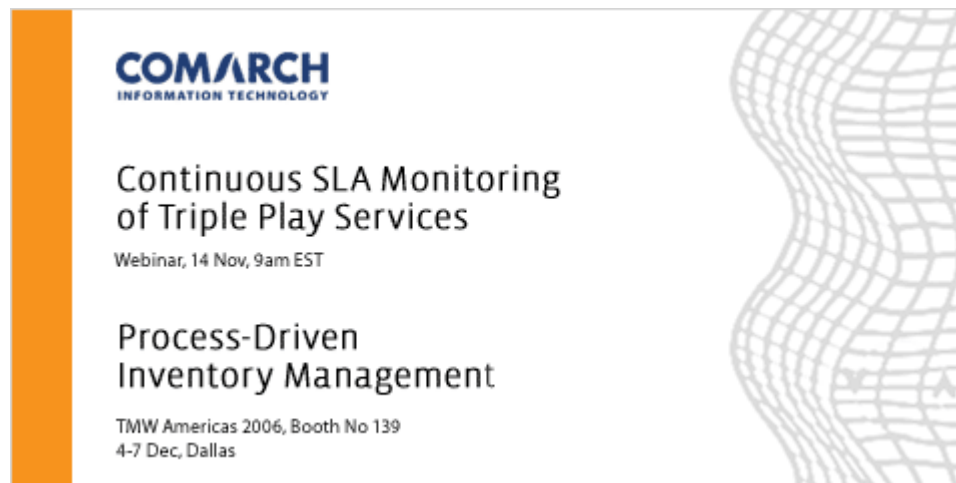 COMARCH
INFORMATION TECHNOLOGY
Continuous SLA Monitoring
of Triple Play Services
Webinar, 14 Nov, 9am EST
Process-Driven
Inventory Management
TMW Americas 2006, Booth No 139
4-7 Dec, Dallas